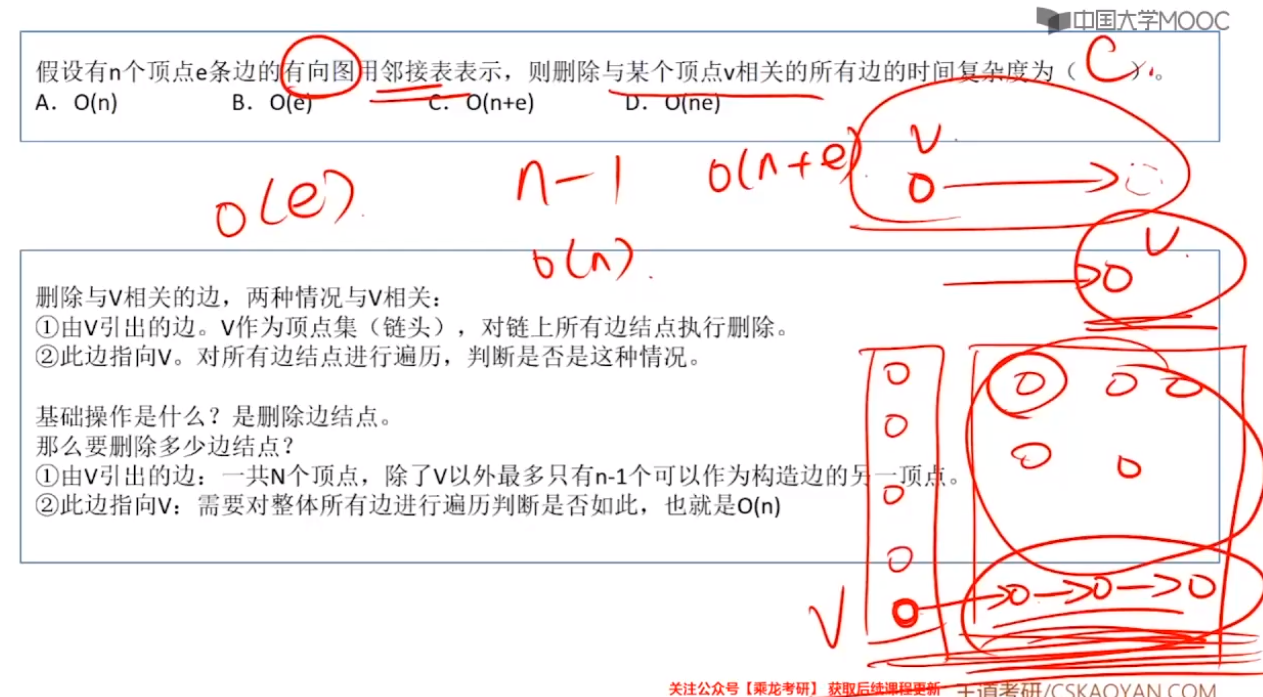 中国大学MOOC
假设有n个顶点e条边的有向图用邻接表表示，则删除与某个顶点v相关的所有边的时间复杂度为（ C ）。
A. O(n) B. O(e) C. O(n+e) D. O(ne)
V
O(e). n-1 O(n+e)
O(n). V
删除与V相关的边，两种情况与V相关：
①由V引出的边。V作为顶点集（链头），对链上所有边结点执行删除。
②此边指向V。对所有边结点进行遍历，判断是否是这种情况。
基础操作是什么？是删除边结点。
那么要删除多少边结点？
①由V引出的边：一共N个顶点，除了V以外最多只有n-1个可以作为构造边的另一顶点。
②此边指向V：需要对整体所有边进行遍历判断是否如此，也就是O(n)
V
关注公众号【乘龙考研】 获取后续课程更新 王道考研/CSKAOYAN.COM